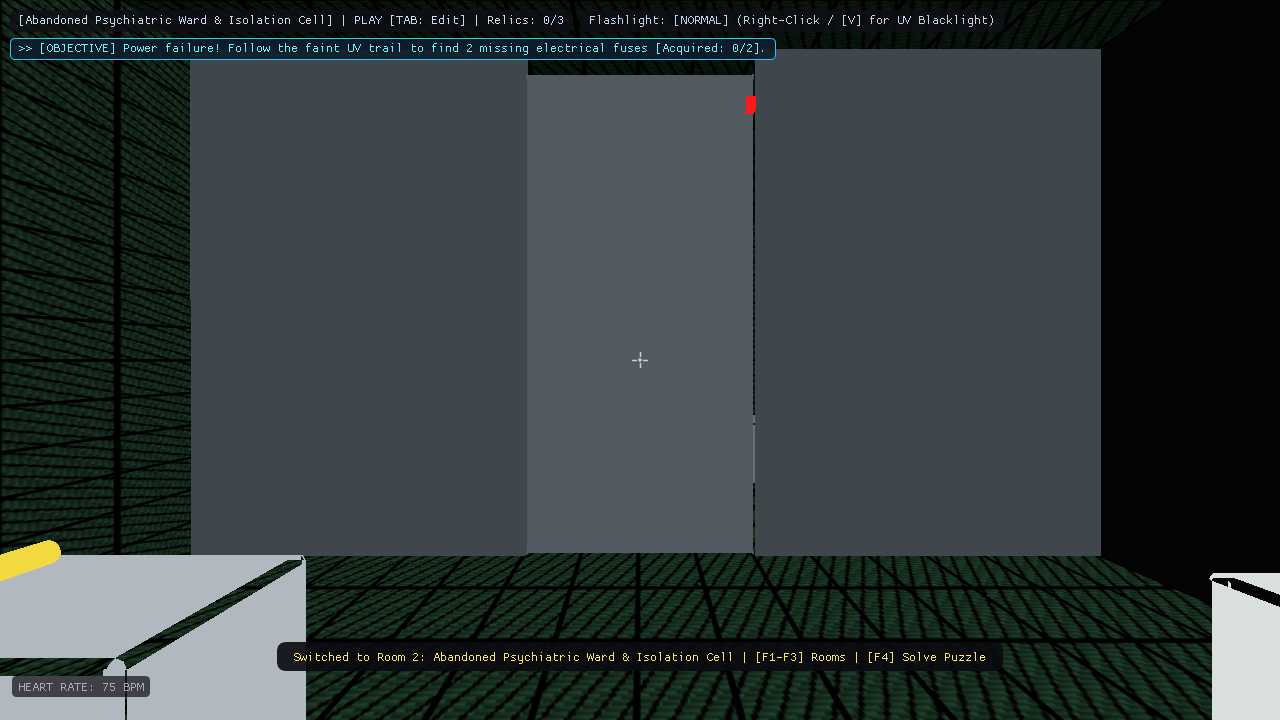 [Abandoned Psychiatric Ward & Isolation Cell] | PLAY [TAB: Edit] | Relics: 0/3   Flashlight: [NORMAL] (Right-Click / [V] for UV Blacklight)
>> [OBJECTIVE] Power failure! Follow the faint UV trail to find 2 missing electrical fuses [Acquired: 0/2].
Switched to Room 2: Abandoned Psychiatric Ward & Isolation Cell | [F1-F3] Rooms | [F4] Solve Puzzle
HEART RATE: 75 BPM